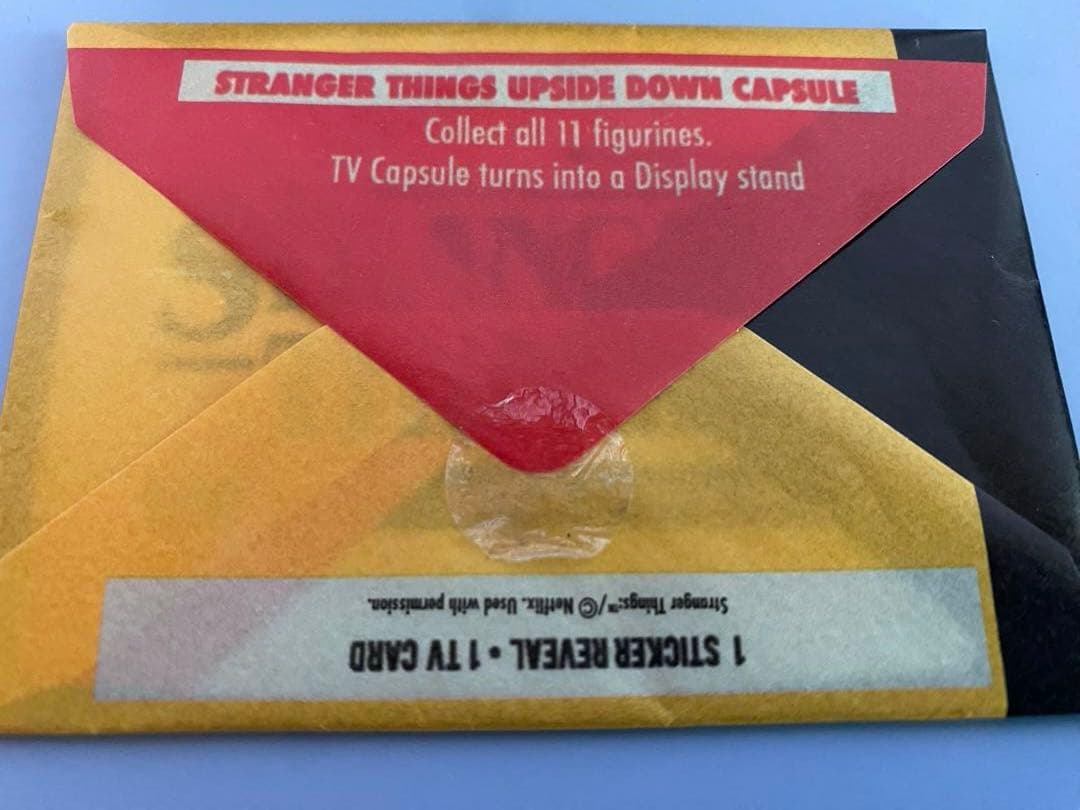 STRANGER THINGS UPSIDE DOWN CAPSULE
Collect all 11 figurines.
TV Capsule turns into a Display stand
1 STICKER REVEAL • 1 TV CARD
Stranger Things:™/© Netflix. Used with permission.